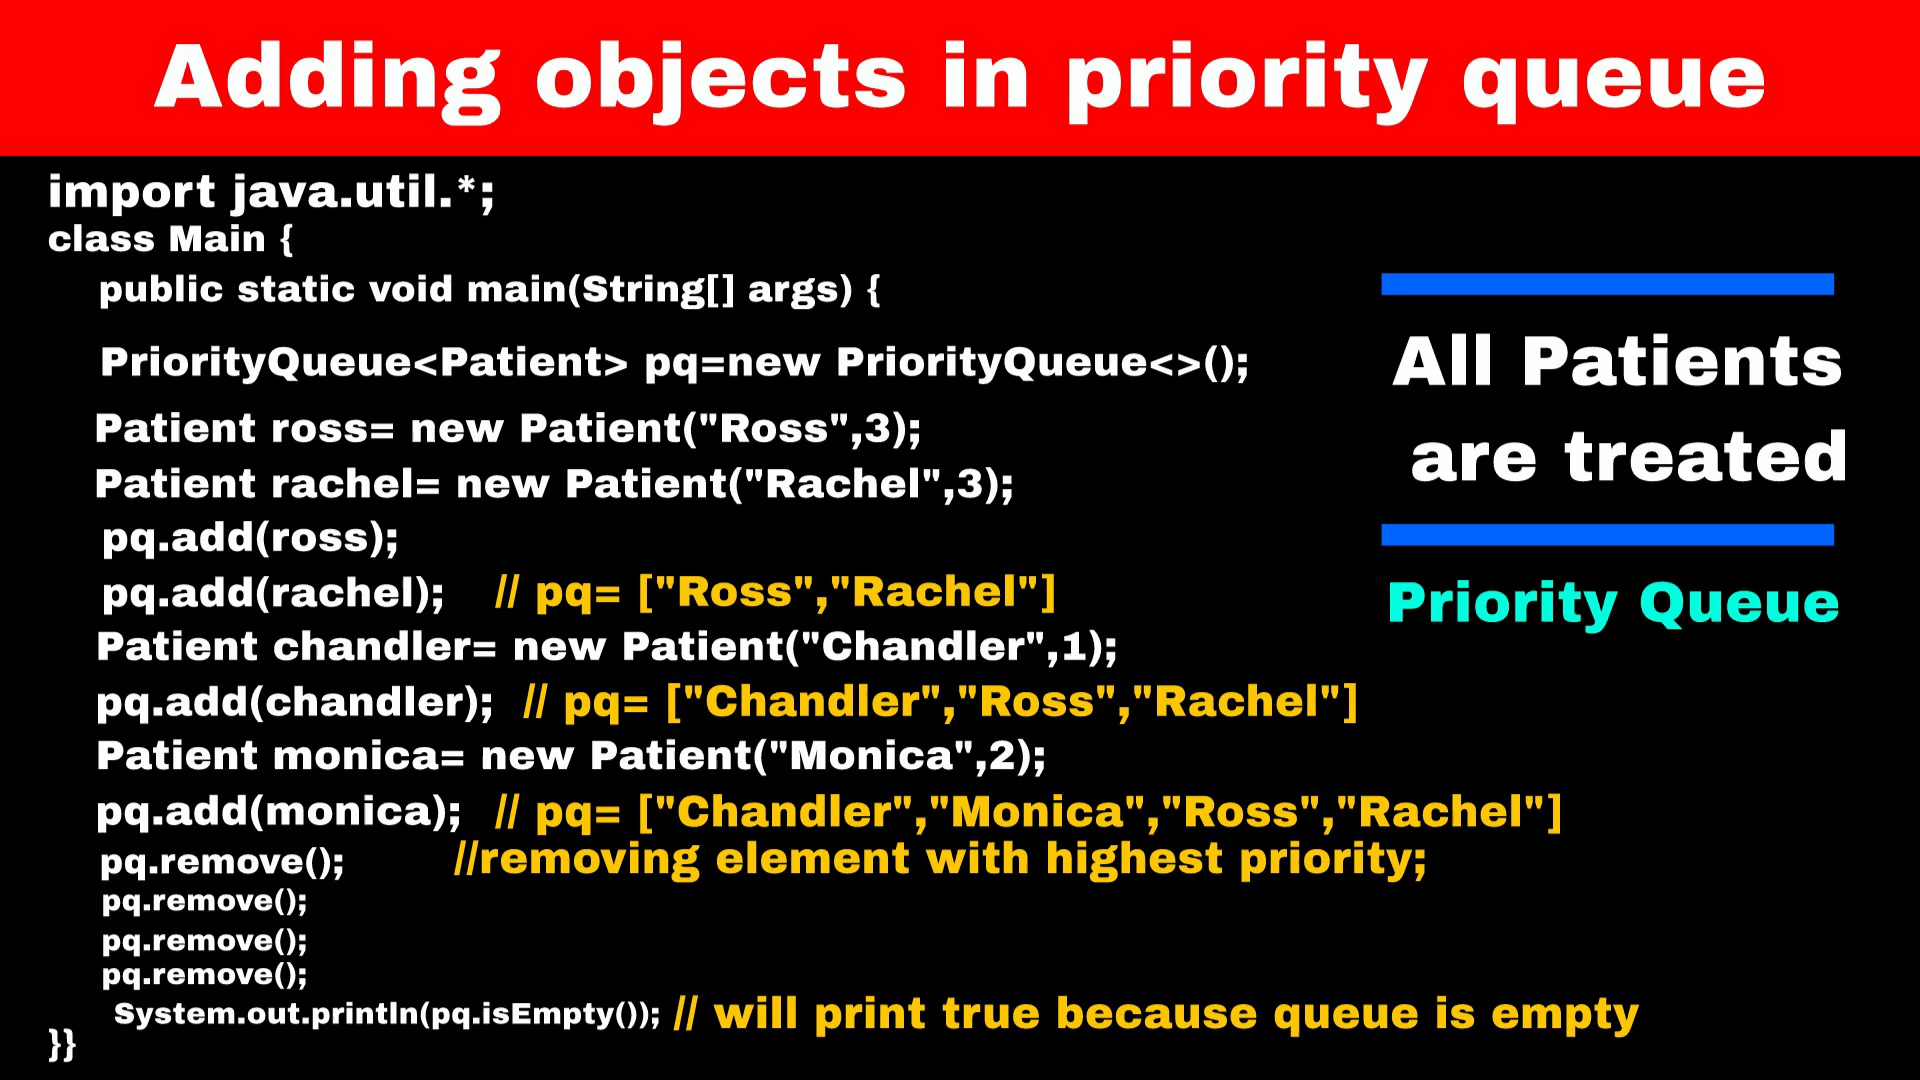 Adding objects in priority queue
import java.util.*;
class Main {
public static void main(String[] args) {
PriorityQueue<Patient> pq=new PriorityQueue<>();
Patient ross= new Patient("Ross",3);
Patient rachel= new Patient("Rachel",3);
pq.add(ross);
pq.add(rachel); // pq= ["Ross","Rachel"]
Patient chandler= new Patient("Chandler",1);
pq.add(chandler); // pq= ["Chandler","Ross","Rachel"]
Patient monica= new Patient("Monica",2);
pq.add(monica); // pq= ["Chandler","Monica","Ross","Rachel"]
pq.remove(); //removing element with highest priority;
pq.remove();
pq.remove();
pq.remove();
System.out.println(pq.isEmpty()); // will print true because queue is empty
}}
All Patients
are treated
Priority Queue